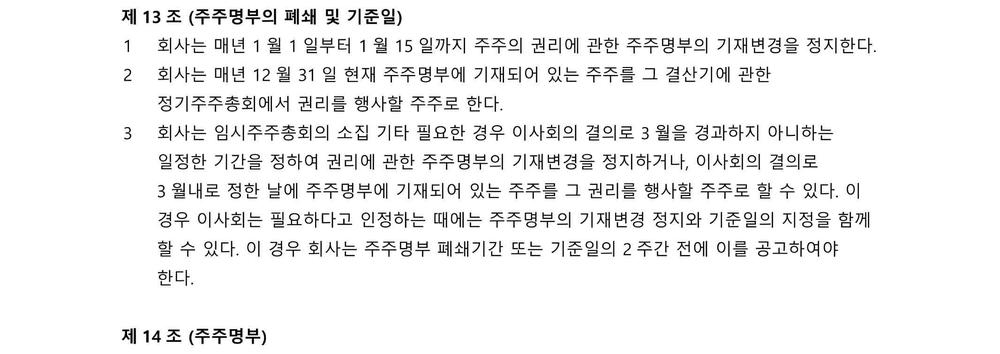 제 13 조 (주주명부의 폐쇄 및 기준일)
1 회사는 매년 1 월 1 일부터 1 월 15 일까지 주주의 권리에 관한 주주명부의 기재변경을 정지한다.
2 회사는 매년 12 월 31 일 현재 주주명부에 기재되어 있는 주주를 그 결산기에 관한
정기주주총회에서 권리를 행사할 주주로 한다.
3 회사는 임시주주총회의 소집 기타 필요한 경우 이사회의 결의로 3 월을 경과하지 아니하는
일정한 기간을 정하여 권리에 관한 주주명부의 기재변경을 정지하거나, 이사회의 결의로
3 월내로 정한 날에 주주명부에 기재되어 있는 주주를 그 권리를 행사할 주주로 할 수 있다. 이
경우 이사회는 필요하다고 인정하는 때에는 주주명부의 기재변경 정지와 기준일의 지정을 함께
할 수 있다. 이 경우 회사는 주주명부 폐쇄기간 또는 기준일의 2 주간 전에 이를 공고하여야
한다.
제 14 조 (주주명부)